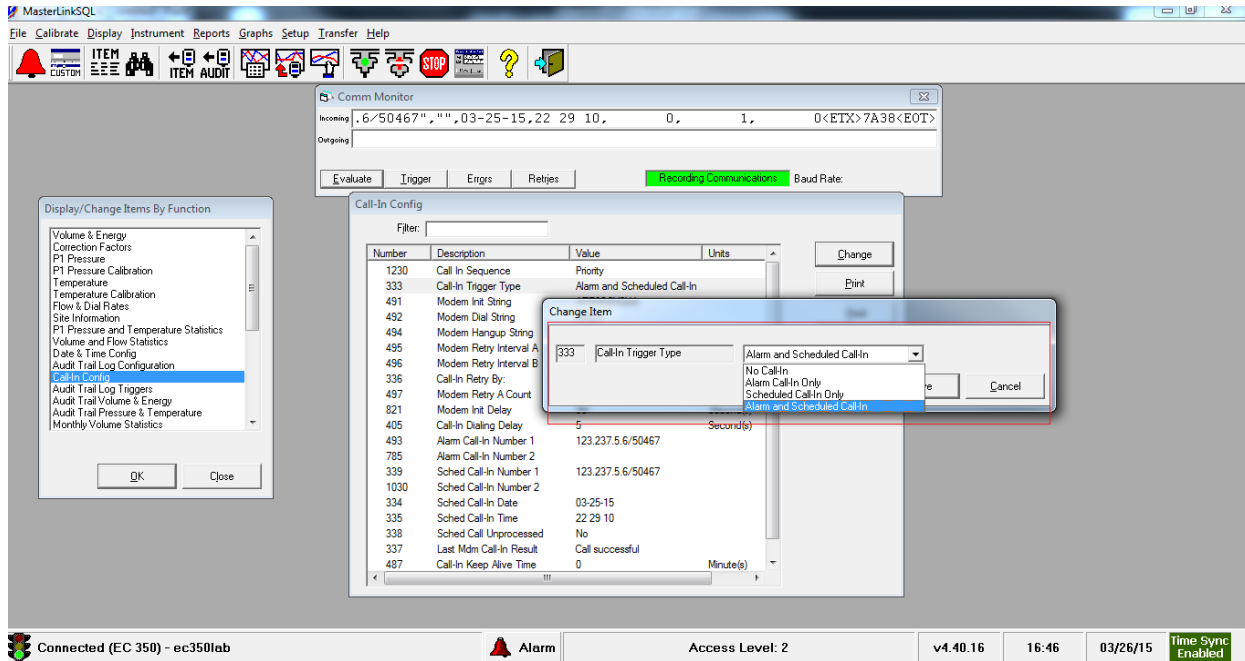 MasterLinkSQL
File Calibrate Display Instrument Reports Graphs Setup Transfer Help
CUSTOM ITEM ITEM AUDIT STOP
Comm Monitor
Incoming .6/50467","",03-25-15,22 29 10, 0, 1, 0<ETX>7A38<EOT>
Outgoing
Evaluate Trigger Errors Retries Recording Communications Baud Rate:
Display/Change Items By Function
Volume & Energy
Correction Factors
P1 Pressure
P1 Pressure Calibration
Temperature
Temperature Calibration
Flow & Dial Rates
Site Information
P1 Pressure and Temperature Statistics
Volume and Flow Statistics
Date & Time Config
Audit Trail Log Configuration
Call-In Config
Audit Trail Log Triggers
Audit Trail Volume & Energy
Audit Trail Pressure & Temperature
Monthly Volume Statistics
OK Close
Call-In Config
Filter:
Number Description Value Units
1230 Call In Sequence Priority
333 Call-In Trigger Type Alarm and Scheduled Call-In
491 Modem Init String
492 Modem Dial String
494 Modem Hangup String
495 Modem Retry Interval A
496 Modem Retry Interval B
336 Call-In Retry By:
497 Modem Retry A Count
821 Modem Init Delay
405 Call-In Dialing Delay 5 Second(s)
493 Alarm Call-In Number 1 123.237.5.6/50467
785 Alarm Call-In Number 2
339 Sched Call-In Number 1 123.237.5.6/50467
1030 Sched Call-In Number 2
334 Sched Call-In Date 03-25-15
335 Sched Call-In Time 22 29 10
338 Sched Call Unprocessed No
337 Last Mdm Call-In Result Call successful
487 Call-In Keep Alive Time 0 Minute(s)
Change
Print
Change Item
333 Call-In Trigger Type Alarm and Scheduled Call-In
No Call-In
Alarm Call-In Only
Scheduled Call-In Only
Alarm and Scheduled Call-In
Cancel
Connected (EC 350) - ec350lab Alarm Access Level: 2 v4.40.16 16:46 03/26/15 Time Sync
Enabled